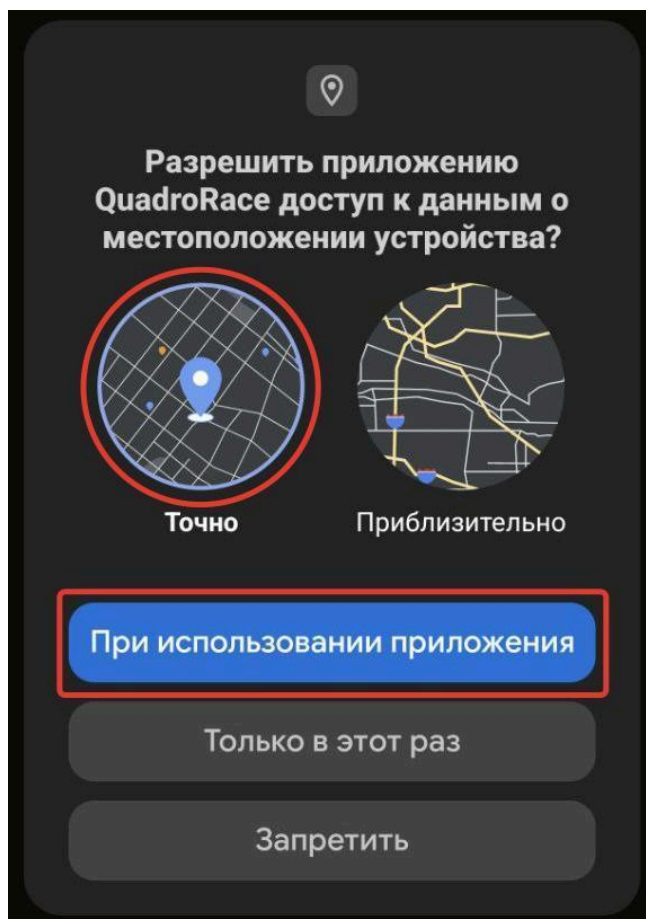 Разрешить приложению
QuadroRace доступ к данным о
местоположении устройства?
Точно
Приблизительно
При использовании приложения
Только в этот раз
Запретить